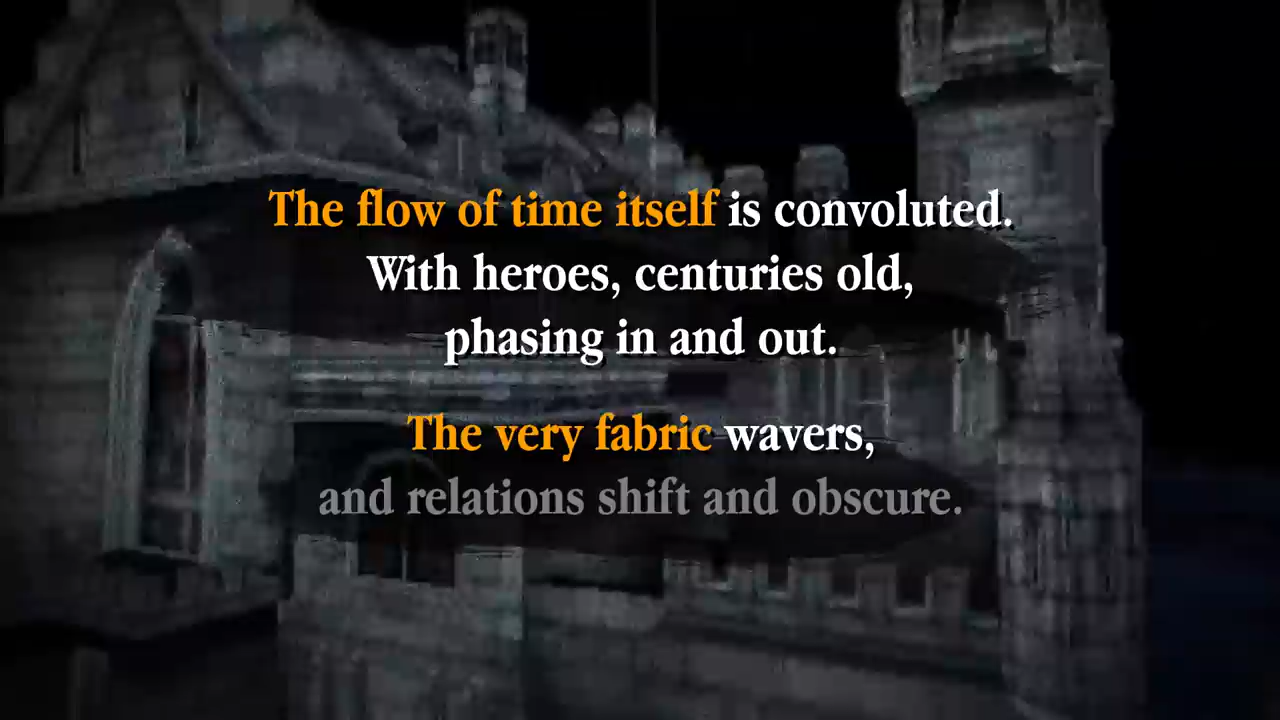 The flow of time itself is convoluted.
With heroes, centuries old,
phasing in and out.
The very fabric wavers,
and relations shift and obscure.